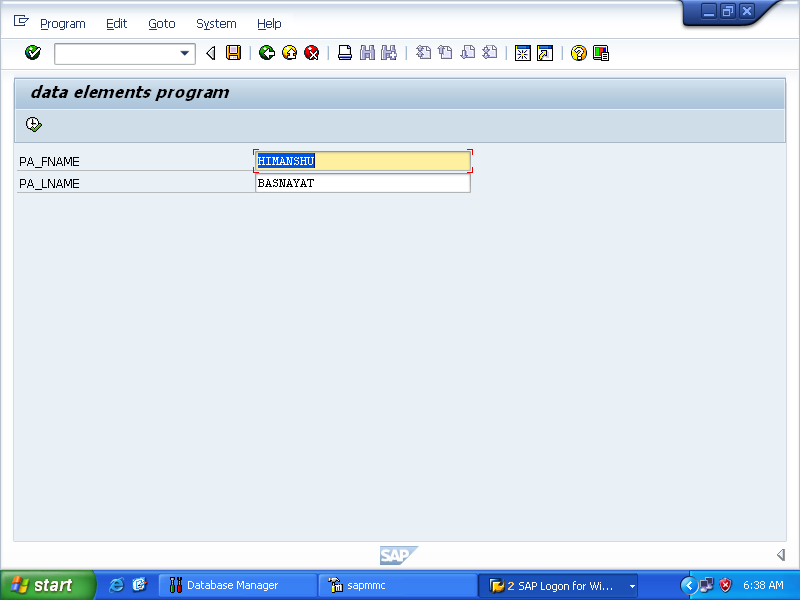 Program Edit Goto System Help
data elements program
PA_FNAME HIMANSHU
PA_LNAME BASNAYAT
SAP
start Database Manager sapmmc 2 SAP Logon for Wi... 6:38 AM